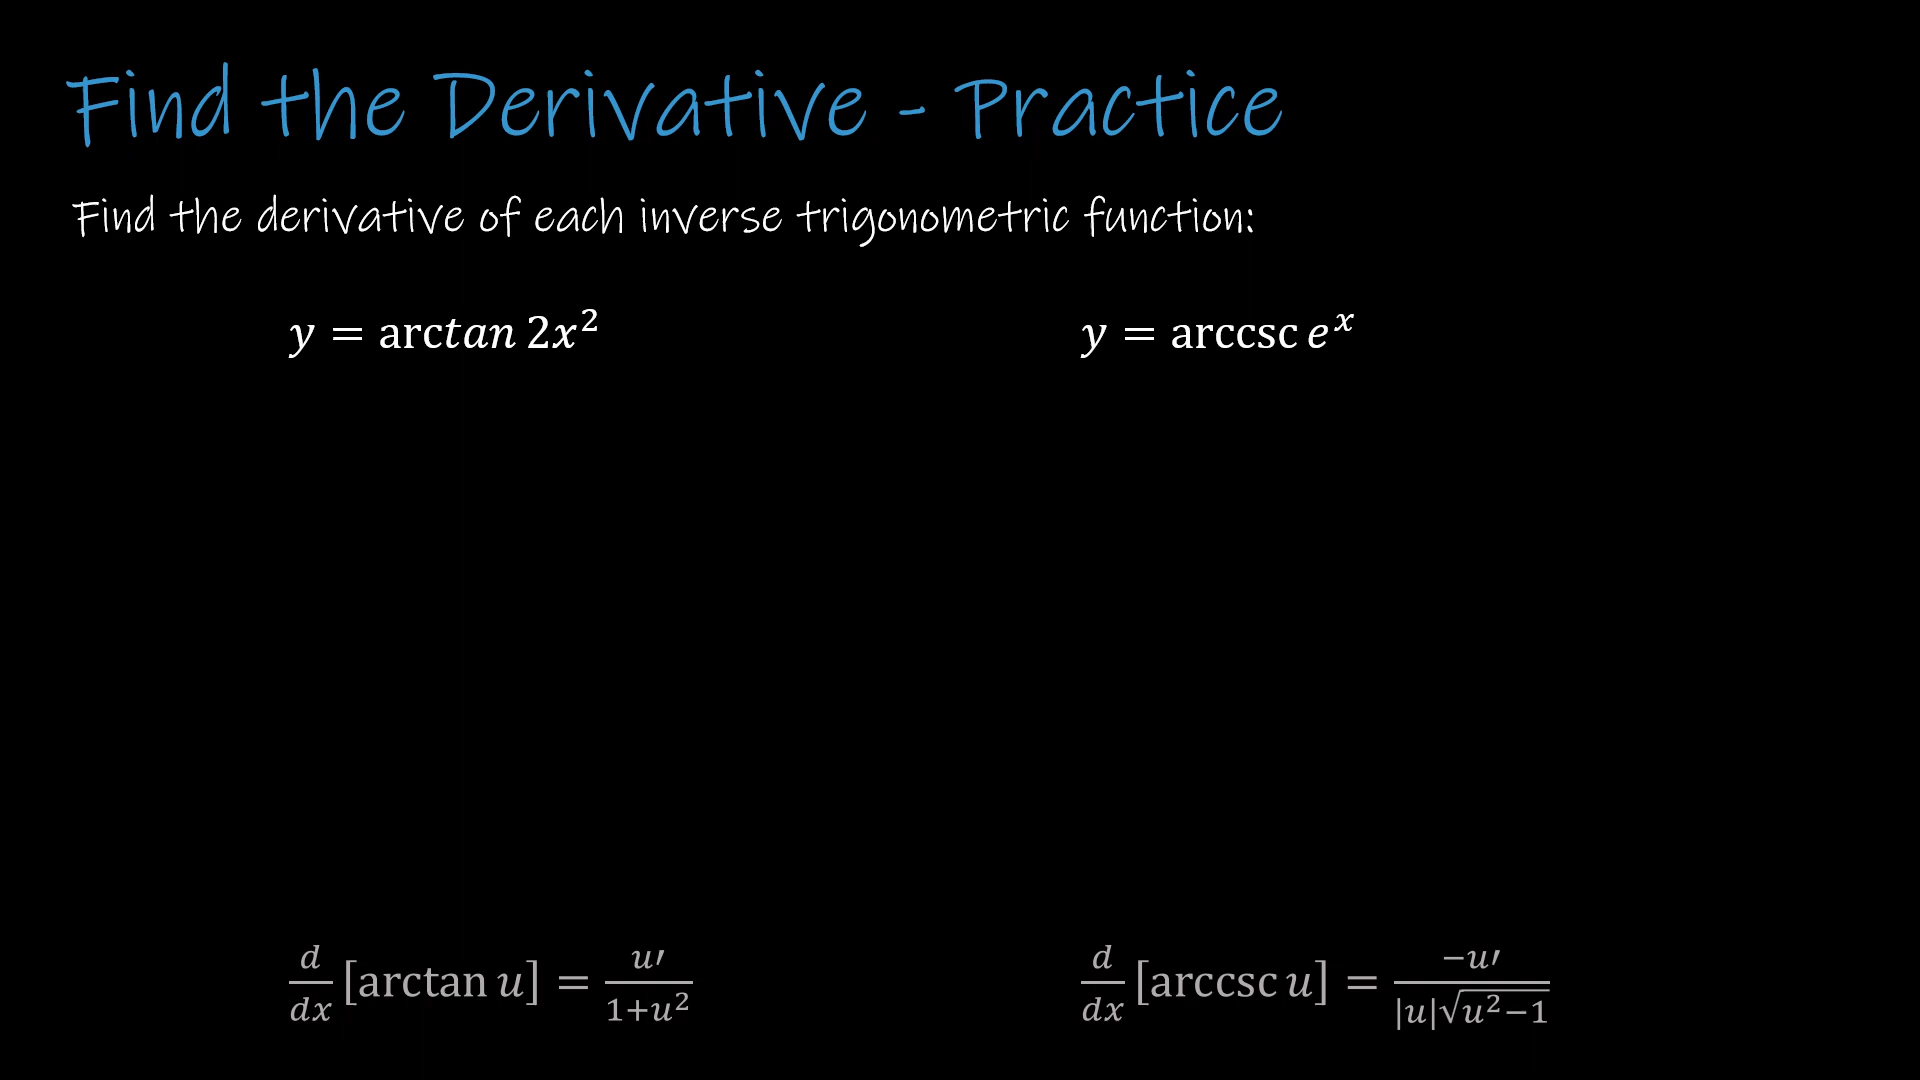 Find the Derivative - Practice
Find the derivative of each inverse trigonometric function:
y = arctan 2x²
y = arccsc eˣ
d/dx [arctan u] = u′/1+u²
d/dx [arccsc u] = −u′/|u|√u²−1